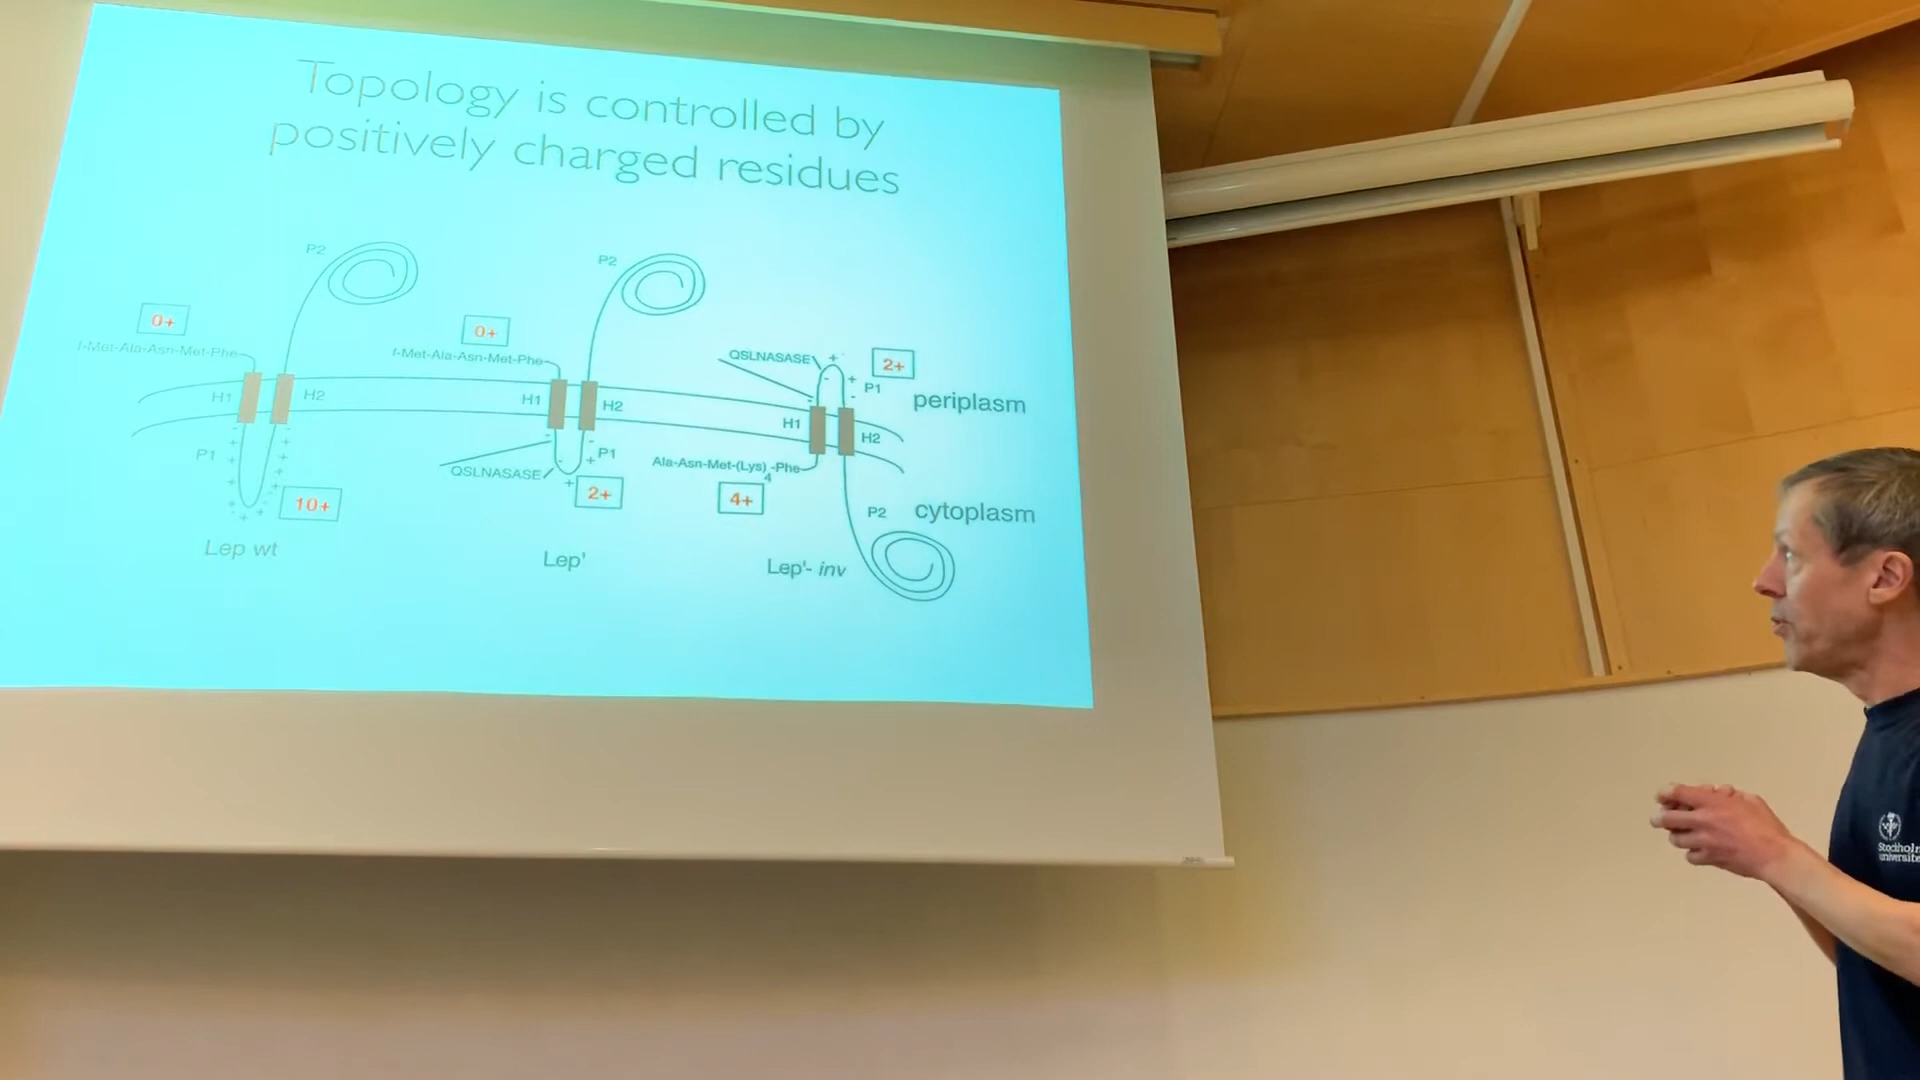 Topology is controlled by
positively charged residues
P2
0+
f-Met-Ala-Asn-Met-Phe
H1
H2
P1
10+
Lep wt
P2
0+
f-Met-Ala-Asn-Met-Phe
H1
H2
P1
QSLNASASE
2+
Lep'
QSLNASASE
2+
P1
periplasm
H1
H2
Ala-Asn-Met-(Lys)4-Phe
4+
P2
cytoplasm
Lep'- inv
Stockholm
universite